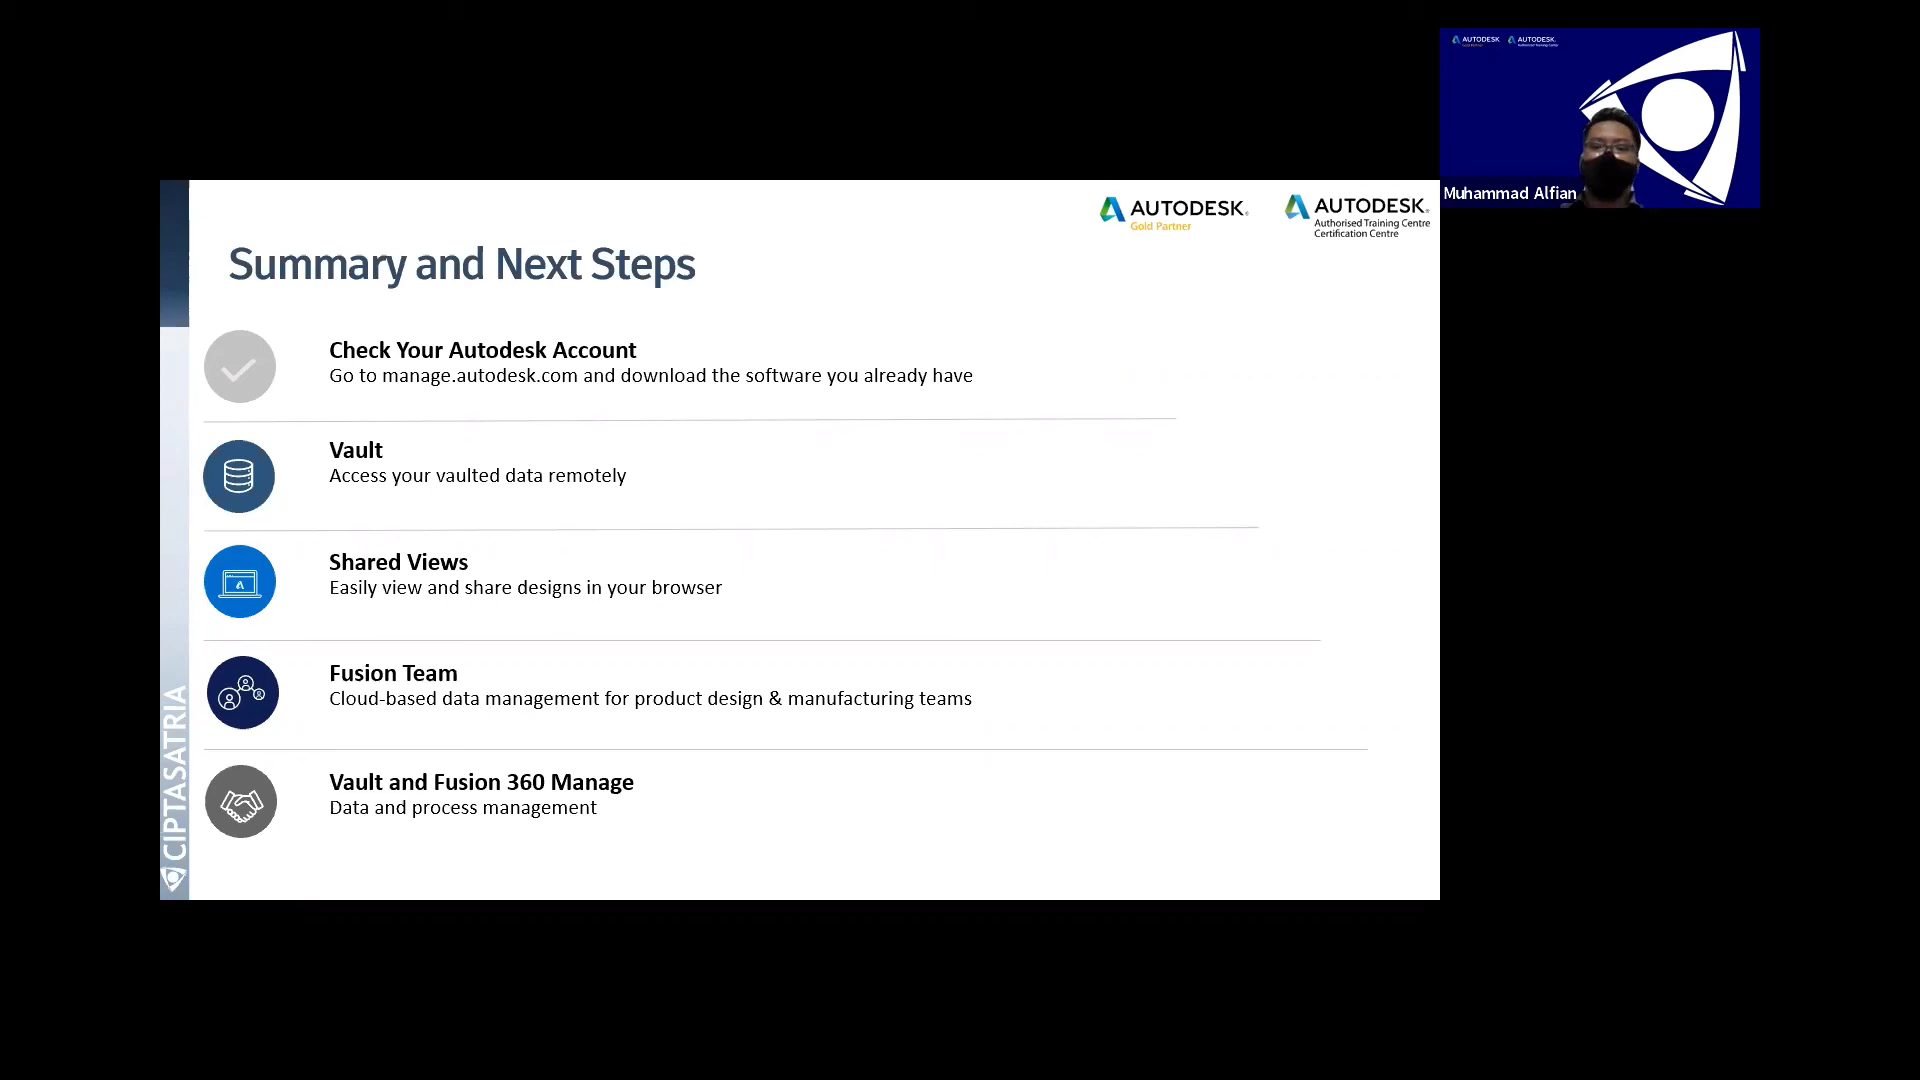 AUTODESK
Gold Partner
AUTODESK
Muhammad Alfian
AUTODESK
Gold Partner
AUTODESK
Authorised Training Centre
Certification Centre
Summary and Next Steps
Check Your Autodesk Account
Go to manage.autodesk.com and download the software you already have
Vault
Access your vaulted data remotely
Shared Views
Easily view and share designs in your browser
Fusion Team
Cloud-based data management for product design & manufacturing teams
Vault and Fusion 360 Manage
Data and process management
CIPTASATRIA